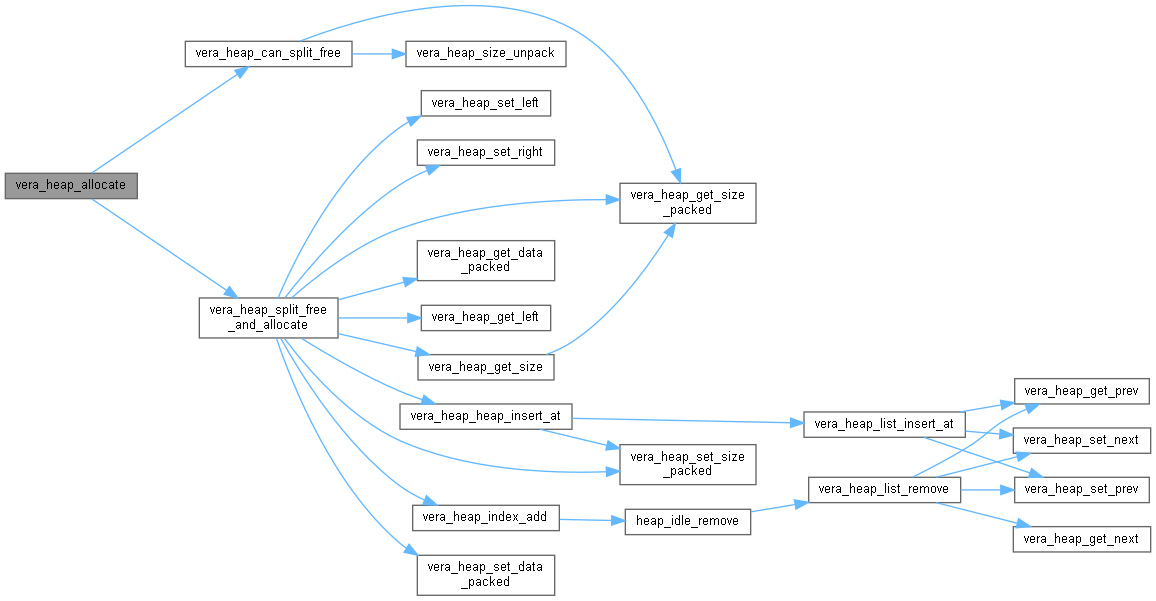 vera_heap_allocate
vera_heap_can_split_free
vera_heap_size_unpack
vera_heap_set_left
vera_heap_set_right
vera_heap_get_size
_packed
vera_heap_get_data
_packed
vera_heap_split_free
_and_allocate
vera_heap_get_left
vera_heap_get_size
vera_heap_heap_insert_at
vera_heap_list_insert_at
vera_heap_get_prev
vera_heap_set_next
vera_heap_set_size
_packed
vera_heap_list_remove
vera_heap_set_prev
vera_heap_index_add
heap_idle_remove
vera_heap_get_next
vera_heap_set_data
_packed